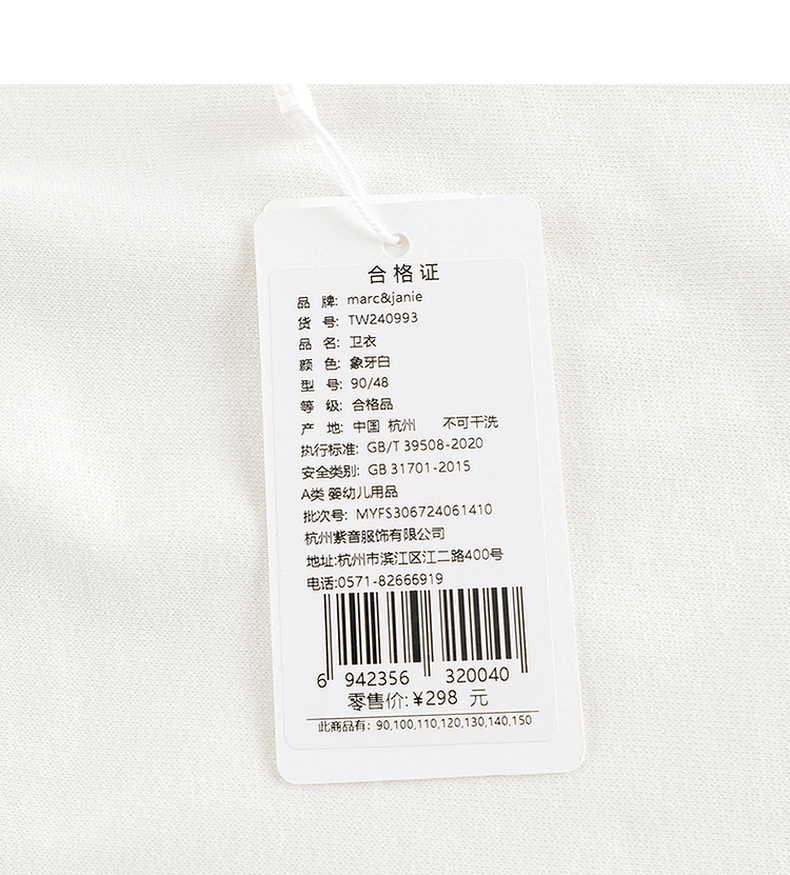 合格证
品 牌: marc&janie
货 号: TW240993
品 名: 卫衣
颜 色: 象牙白
型 号: 90/48
等 级: 合格品
产 地: 中国 杭州 不可干洗
执行标准: GB/T 39508-2020
安全类别: GB 31701-2015
A类 婴幼儿用品
批次号: MYFS306724061410
杭州紫音服饰有限公司
地址:杭州市滨江区江二路400号
电话:0571-82666919
6 942356 320040
零售价:¥298 元
此商品有: 90,100,110,120,130,140,150